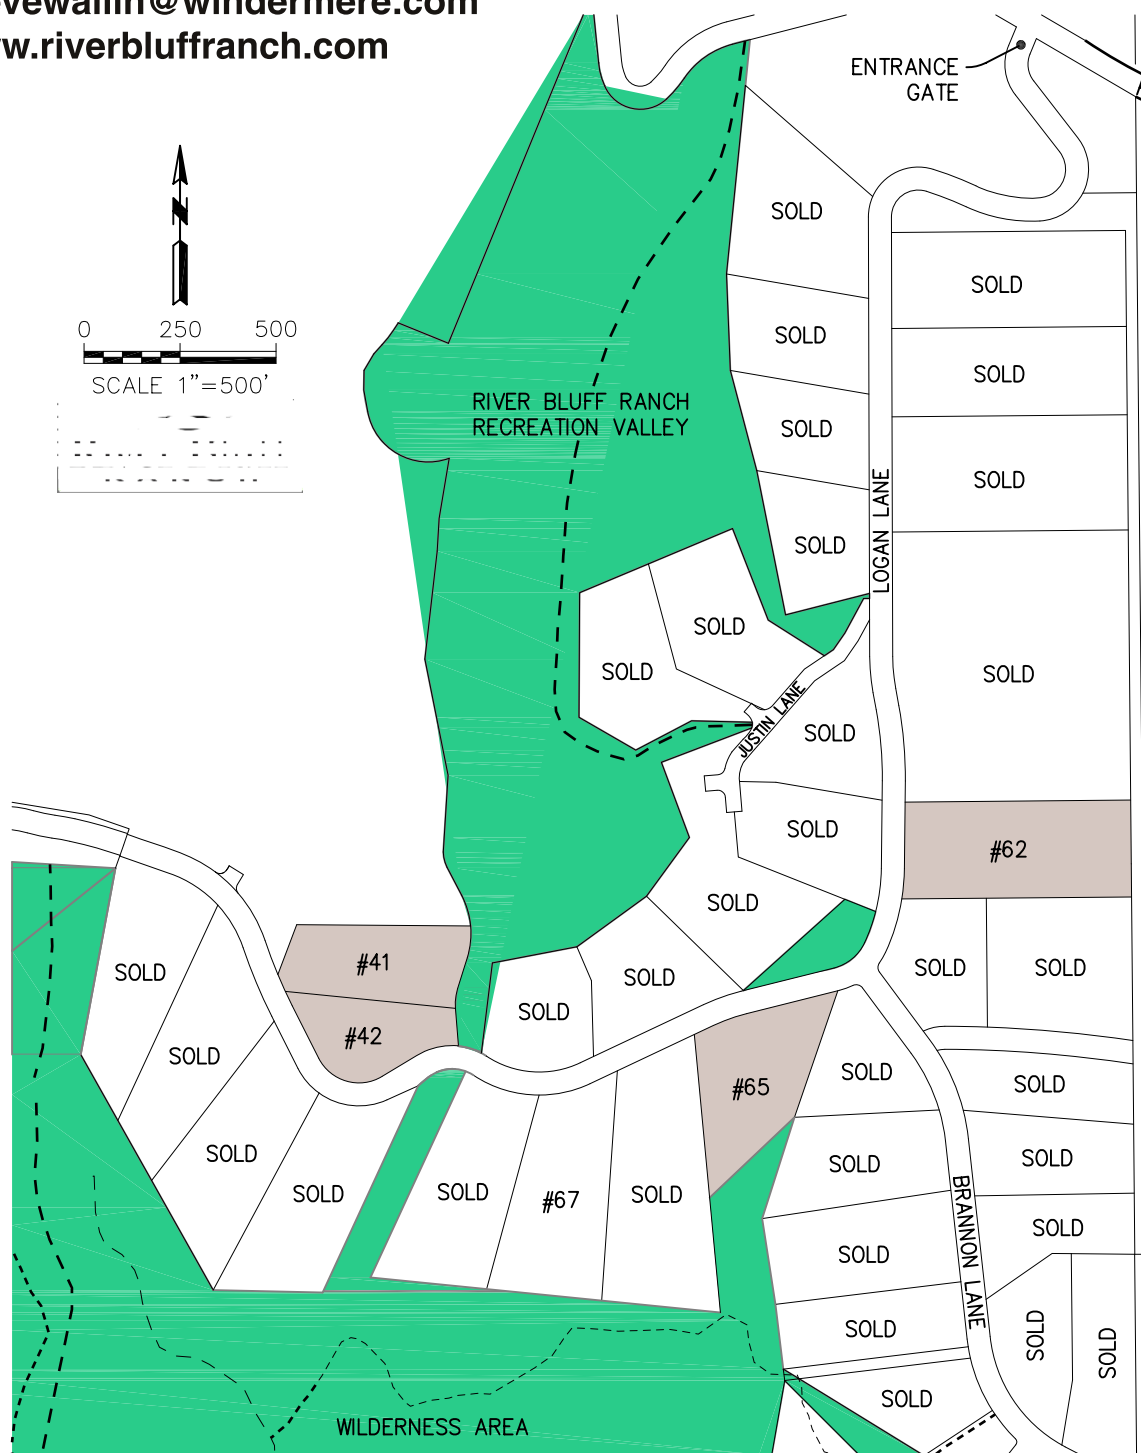 vewallin@windermere.com
w.riverbluffranch.com
ENTRANCE
GATE
SOLD
SOLD
0 250 500
SCALE 1"=500'
SOLD
SOLD
RIVER BLUFF RANCH
RECREATION VALLEY
SOLD
SOLD
SOLD
LOGAN LANE
SOLD
SOLD
SOLD
JUSTIN LANE
SOLD
SOLD
#62
SOLD
#41
SOLD
SOLD
SOLD
SOLD
SOLD
#42
SOLD
SOLD
#65
SOLD
SOLD
SOLD
SOLD
SOLD
SOLD
SOLD
#67
SOLD
BRANNON LANE
SOLD
SOLD
SOLD
SOLD
SOLD
SOLD
WILDERNESS AREA